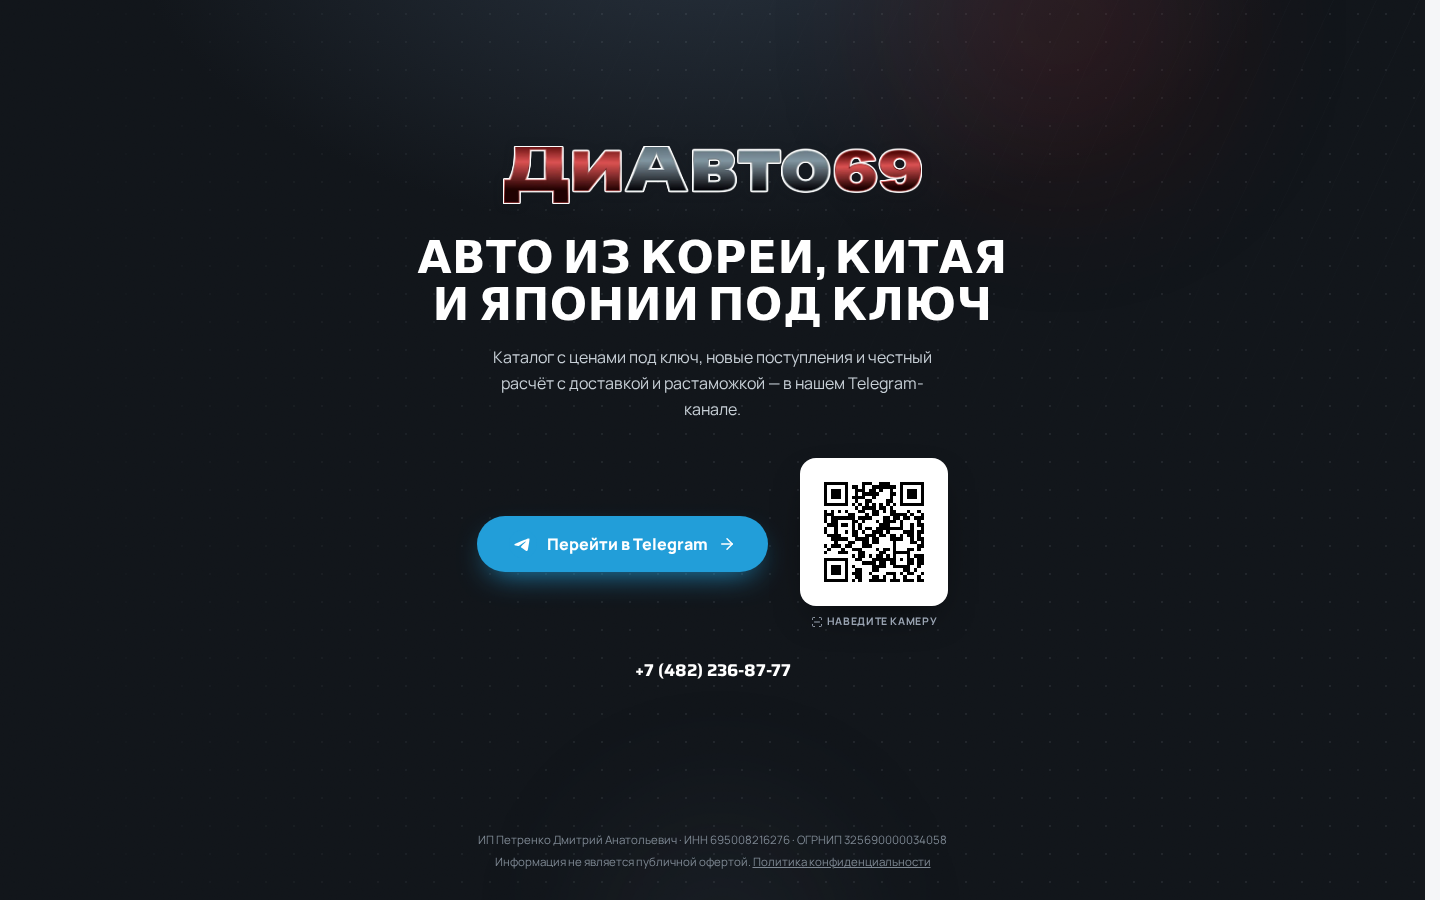 ДиАвто69
АВТО ИЗ КОРЕИ, КИТАЯ
И ЯПОНИИ ПОД КЛЮЧ
Каталог с ценами под ключ, новые поступления и честный
расчёт с доставкой и растаможкой — в нашем Telegram-
канале.
Перейти в Telegram
НАВЕДИТЕ КАМЕРУ
+7 (482) 236-87-77
ИП Петренко Дмитрий Анатольевич · ИНН 695008216276 · ОГРНИП 325690000034058
Информация не является публичной офертой. Политика конфиденциальности